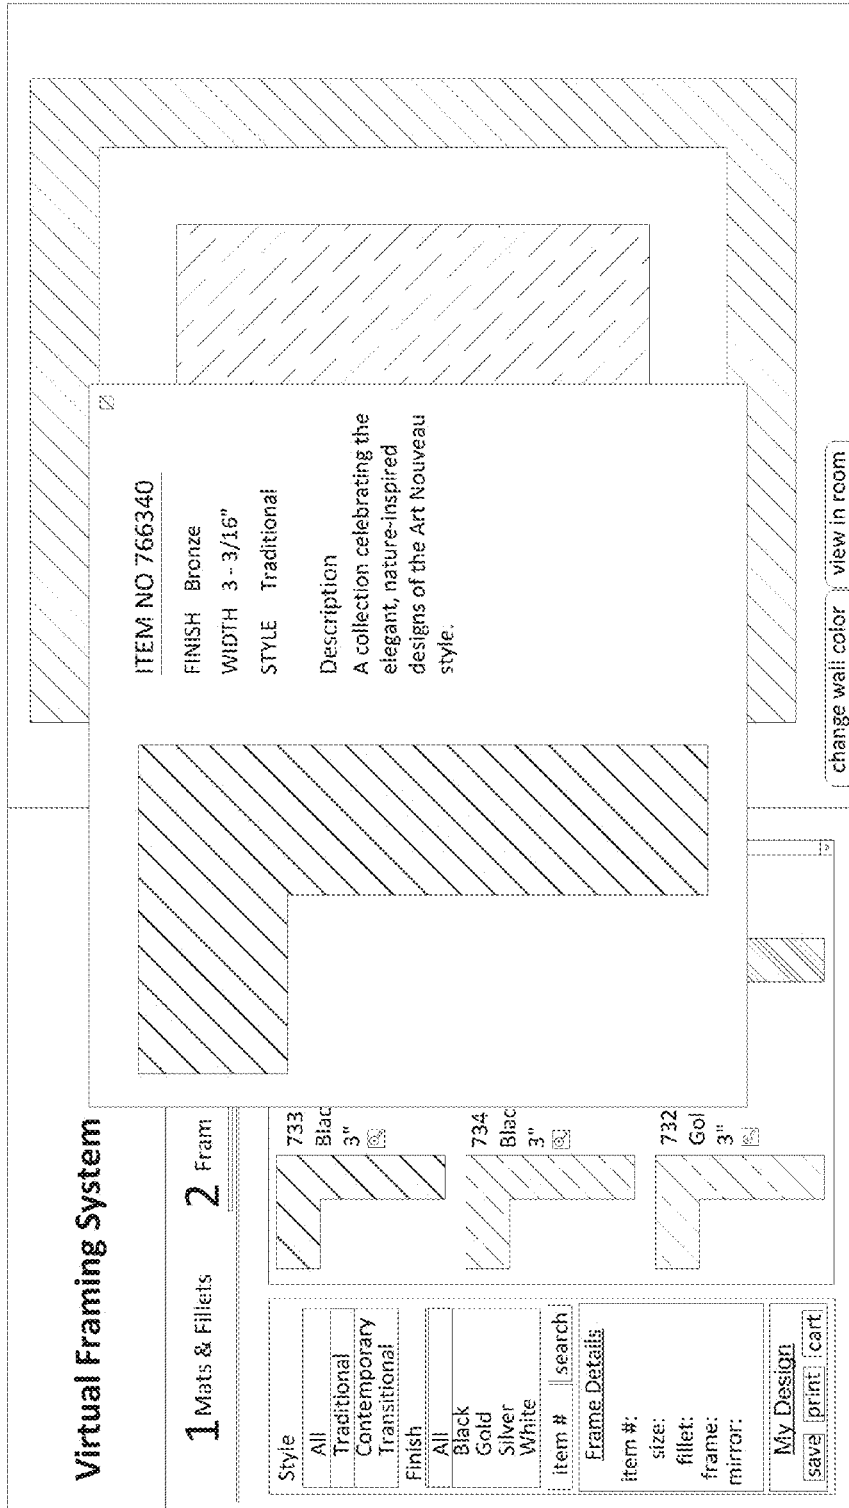 Virtual Framing System
1 Mats & Fillets
2 Fram
Style
All
Traditional
Contemporary
Transitional
Finish
All
Black
Gold
Silver
White
item #
search
Frame Details
item #:
size:
fillet:
frame:
mirror:
My Design
save
print
cart
733
Blac
3"
734
Blac
3"
732
Gol
3"
ITEM NO 766340
FINISH Bronze
WIDTH 3 - 3/16"
STYLE Traditional
Description
A collection celebrating the
elegant, nature-inspired
designs of the Art Nouveau
style.
change wall color
view in room